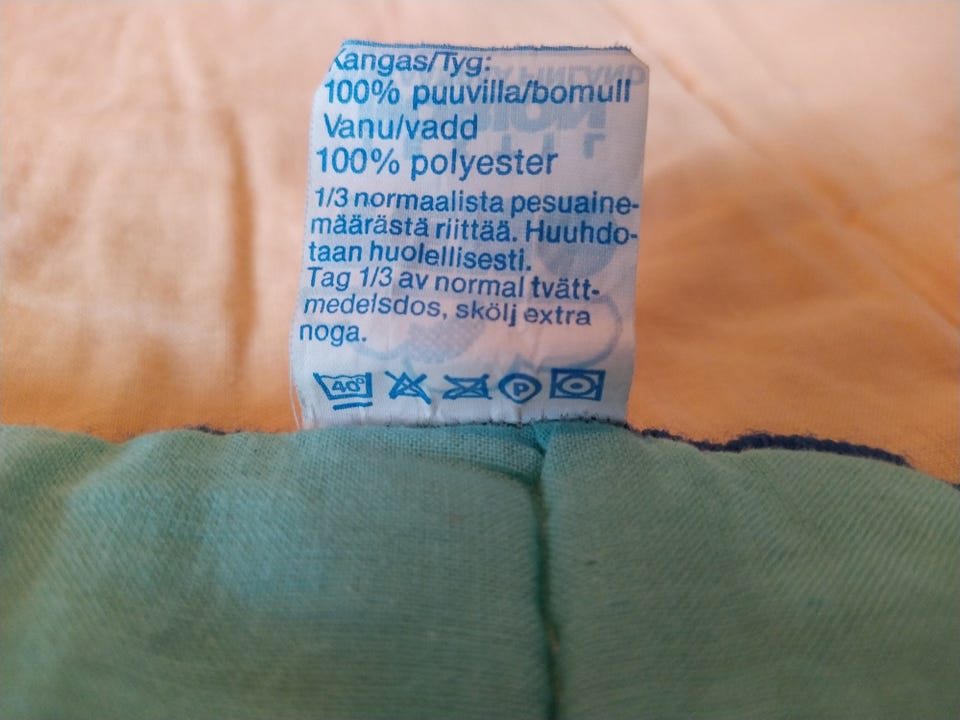 Kangas/Tyg:
100% puuvilla/bomull
Vanu/vadd
100% polyester
1/3 normaalista pesuaine-
määrästä riittää. Huuhdo-
taan huolellisesti.
Tag 1/3 av normal tvätt-
medelsdos, skölj extra
noga.
40° P